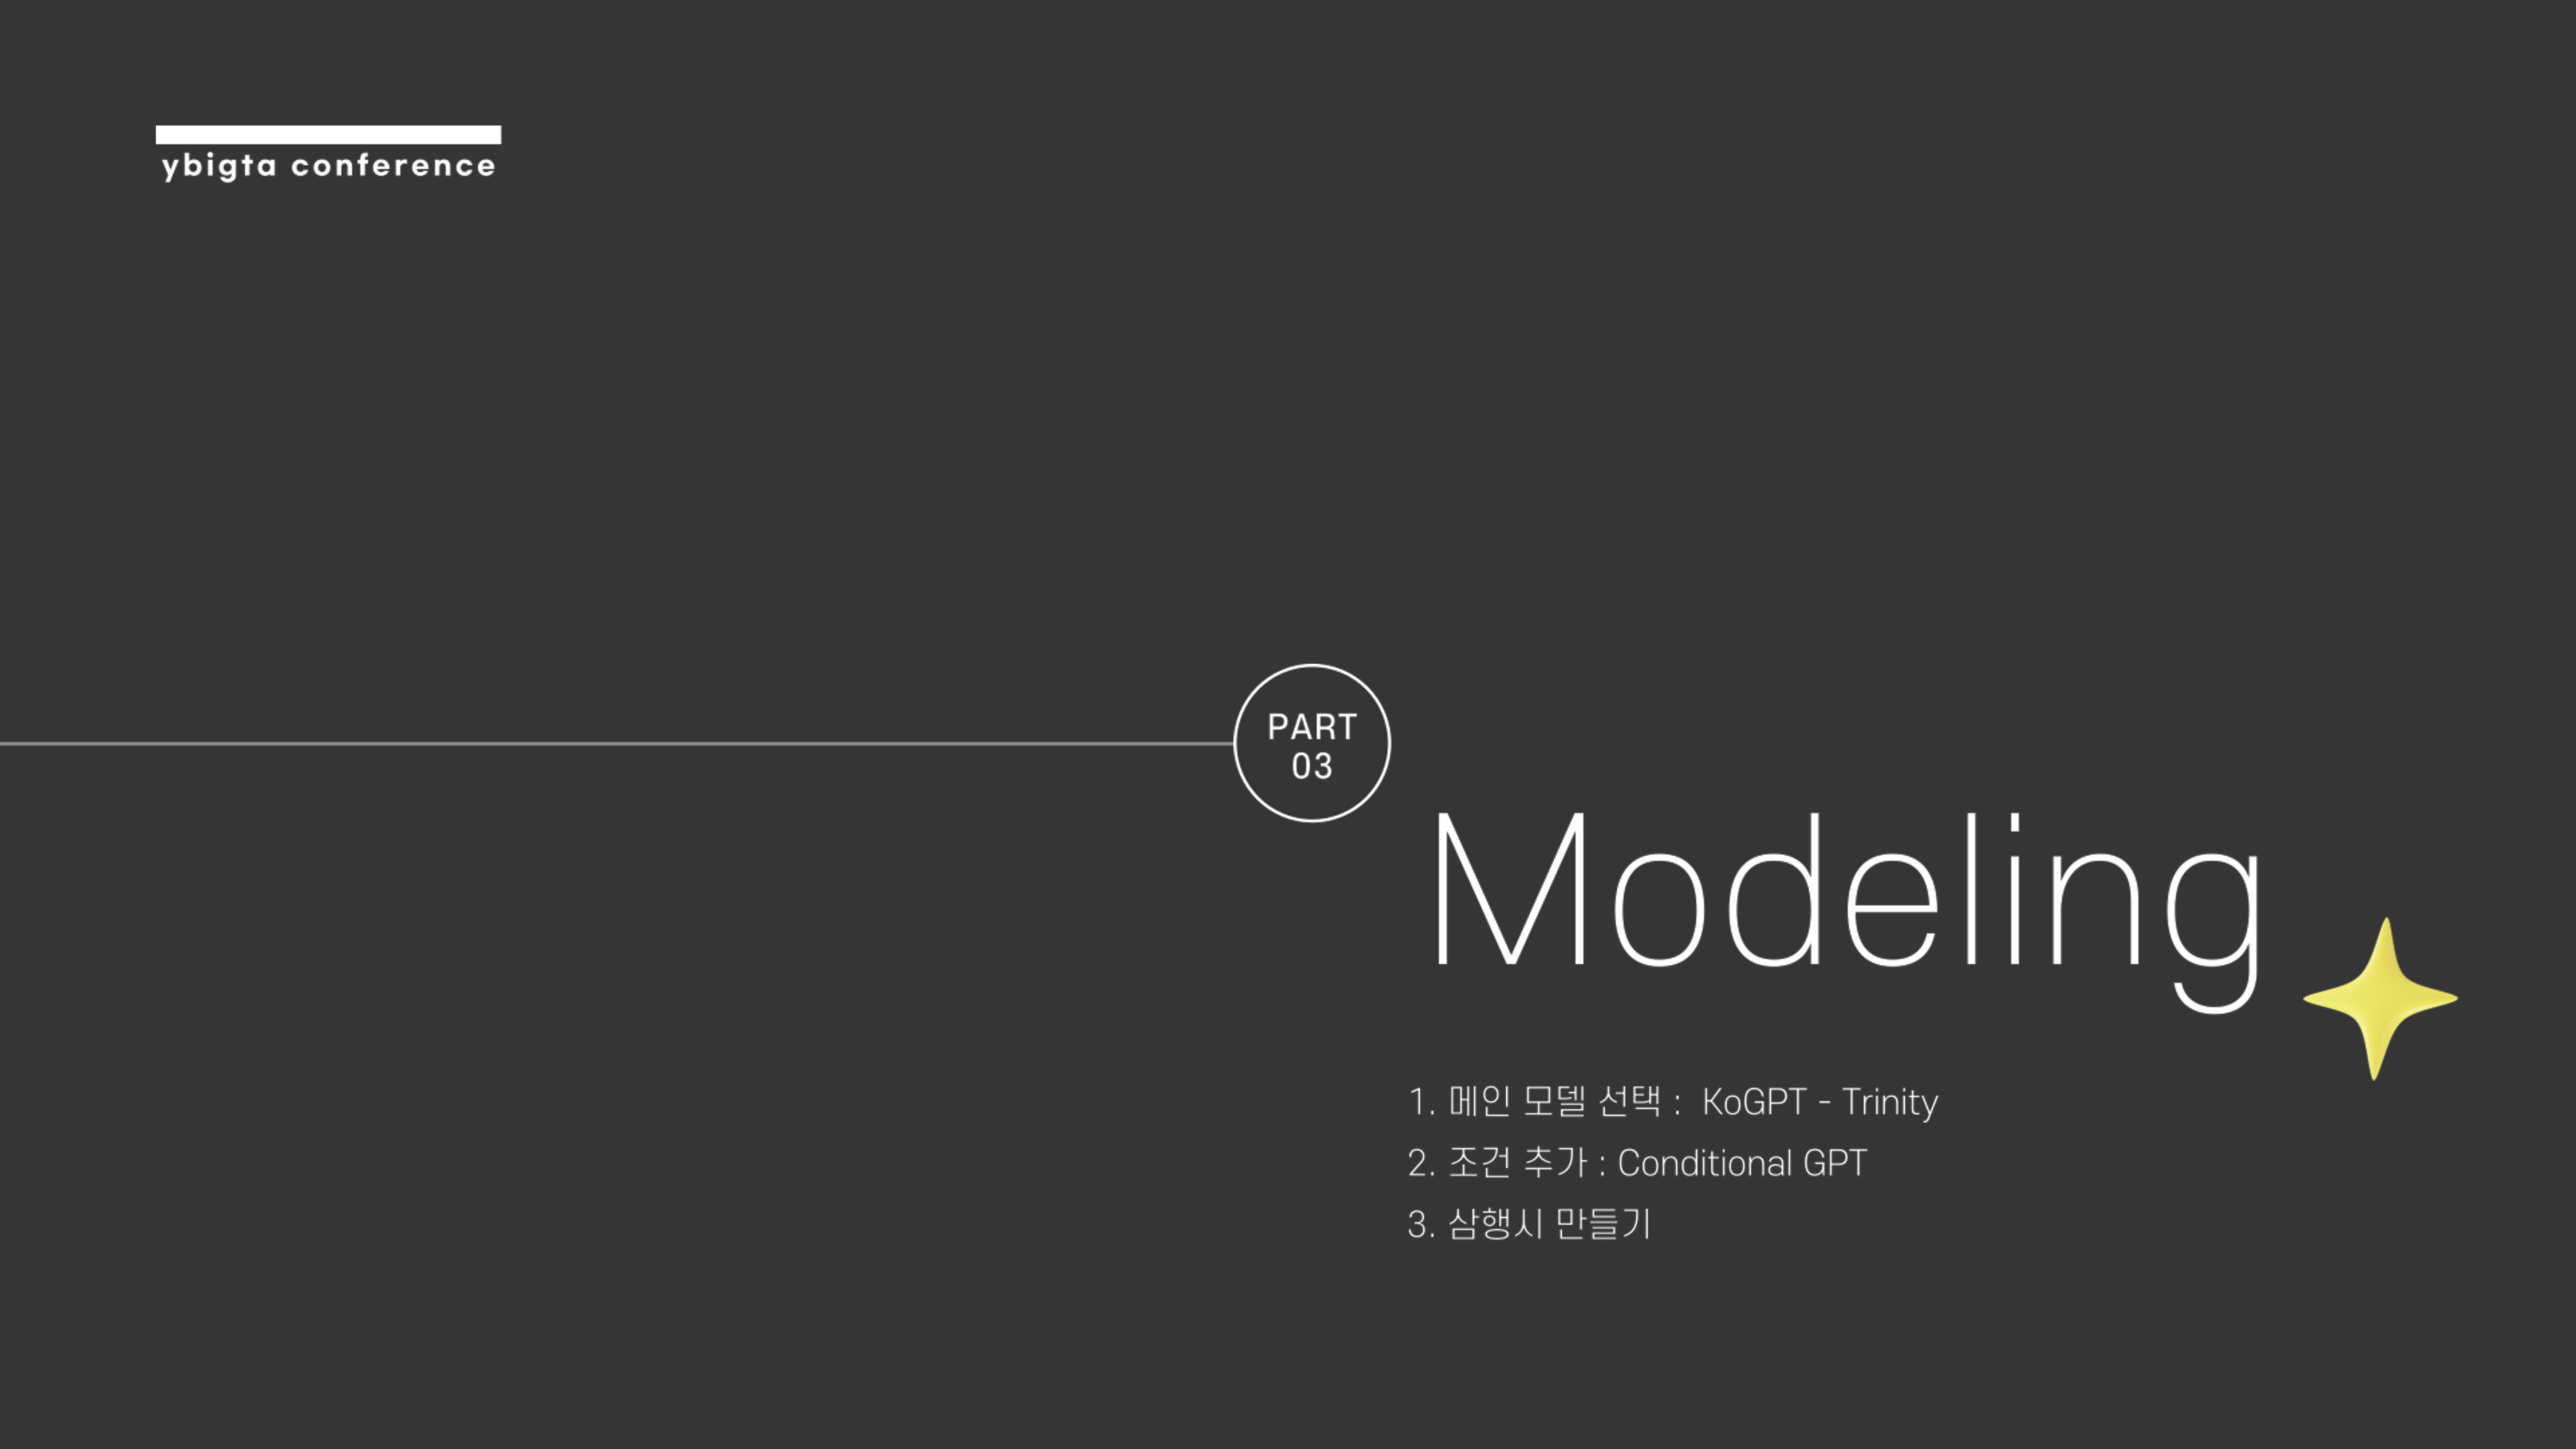 ybigta conference
PART
03
Modeling
1. 메인 모델 선택 : KoGPT - Trinity
2. 조건 추가 : Conditional GPT
3. 삼행시 만들기